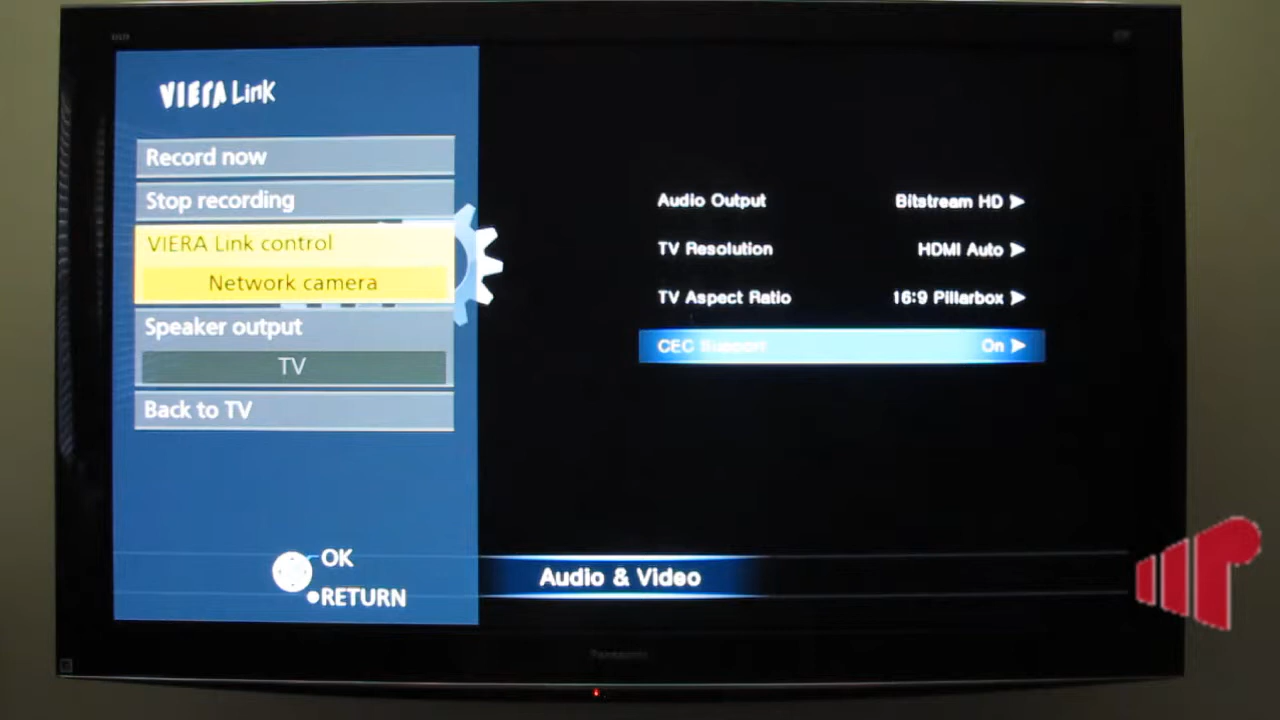 VIERA Link
Record now
Stop recording
VIERA Link control
Network camera
Speaker output
TV
Back to TV
OK
RETURN
Audio Output Bitstream HD
TV Resolution HDMI Auto
TV Aspect Ratio 16:9 Pillarbox
CEC Support On
Audio & Video
Panasonic